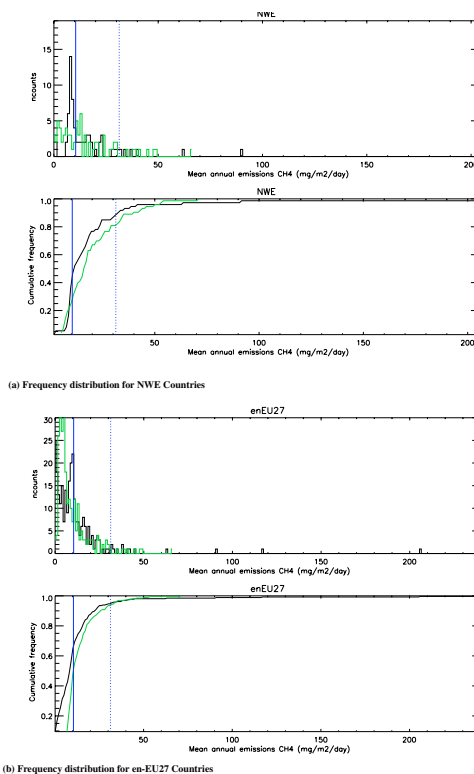 NWE
ncounts
15
10
5
0
0 50 100 150 200
Mean annual emissions CH4 (mg/m2/day)
NWE
Cumulative frequency
1.0
0.8
0.6
0.4
0.2
50 100 150 200
Mean annual emissions CH4 (mg/m2/day)
(a) Frequency distribution for NWE Countries
enEU27
ncounts
30
25
20
15
10
5
0
0 50 100 150 200
Mean annual emissions CH4 (mg/m2/day)
enEU27
Cumulative frequency
1.0
0.8
0.6
0.4
0.2
50 100 150 200
Mean annual emissions CH4 (mg/m2/day)
(b) Frequency distribution for en-EU27 Countries